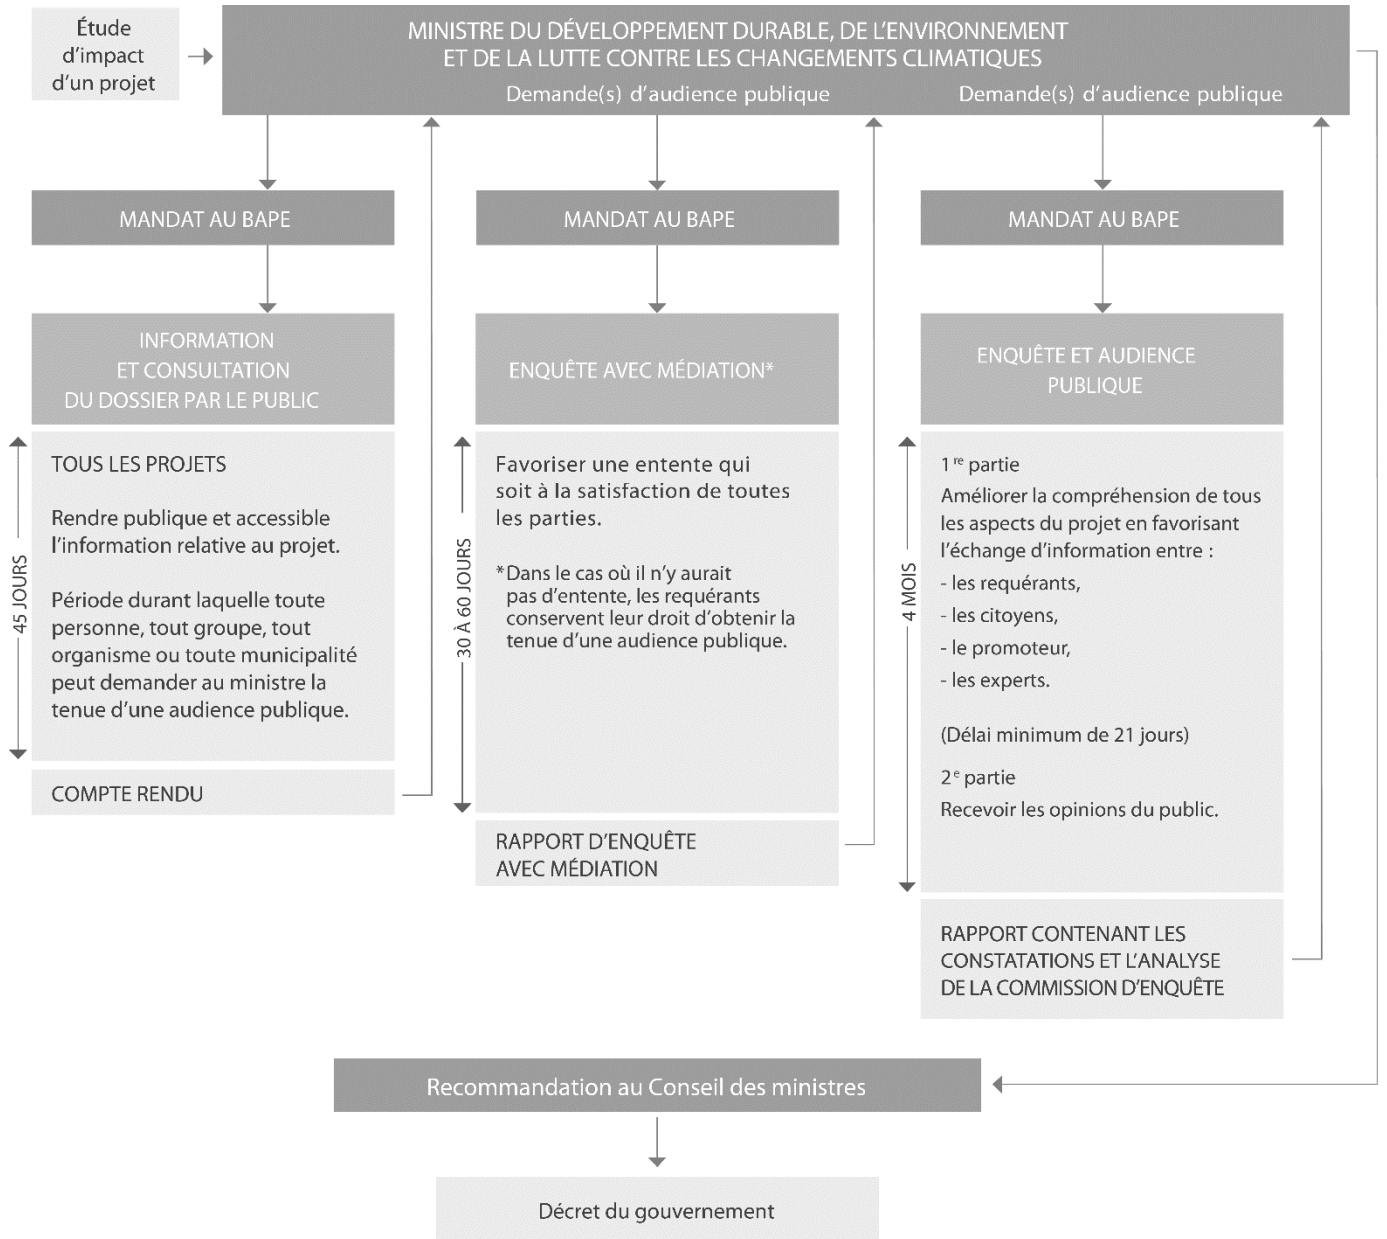 Étude
d'impact
d'un projet
MINISTRE DU DÉVELOPPEMENT DURABLE, DE L'ENVIRONNEMENT
ET DE LA LUTTE CONTRE LES CHANGEMENTS CLIMATIQUES
Demande(s) d'audience publique
Demande(s) d'audience publique
MANDAT AU BAPE
INFORMATION
ET CONSULTATION
DU DOSSIER PAR LE PUBLIC
45 JOURS
TOUS LES PROJETS
Rendre publique et accessible
l'information relative au projet.
Période durant laquelle toute
personne, tout groupe, tout
organisme ou toute municipalité
peut demander au ministre la
tenue d'une audience publique.
COMPTE RENDU
MANDAT AU BAPE
ENQUÊTE AVEC MÉDIATION*
30 À 60 JOURS
Favoriser une entente qui
soit à la satisfaction de toutes
les parties.
*Dans le cas où il n'y aurait
pas d'entente, les requérants
conservent leur droit d'obtenir la
tenue d'une audience publique.
RAPPORT D'ENQUÊTE
AVEC MÉDIATION
MANDAT AU BAPE
ENQUÊTE ET AUDIENCE
PUBLIQUE
4 MOIS
1re partie
Améliorer la compréhension de tous
les aspects du projet en favorisant
l'échange d'information entre :
- les requérants,
- les citoyens,
- le promoteur,
- les experts.
(Délai minimum de 21 jours)
2e partie
Recevoir les opinions du public.
RAPPORT CONTENANT LES
CONSTATATIONS ET L'ANALYSE
DE LA COMMISSION D'ENQUÊTE
Recommandation au Conseil des ministres
Décret du gouvernement